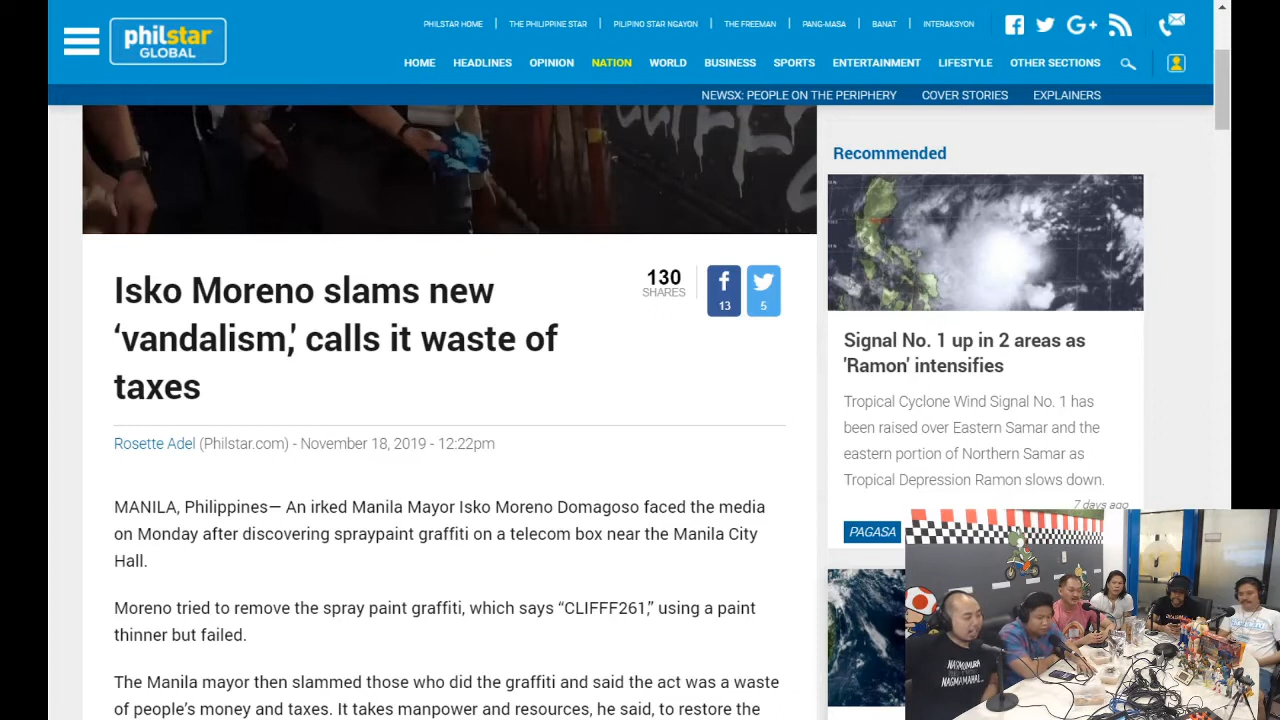 philstar
GLOBAL
PHILSTAR HOME | THE PHILIPPINE STAR | PILIPINO STAR NGAYON | THE FREEMAN | PANG-MASA | BANAT | INTERAKSYON
HOME HEADLINES OPINION NATION WORLD BUSINESS SPORTS ENTERTAINMENT LIFESTYLE OTHER SECTIONS
NEWSX: PEOPLE ON THE PERIPHERY COVER STORIES EXPLAINERS
Isko Moreno slams new
‘vandalism,’ calls it waste of
taxes
130
SHARES
13
5
Rosette Adel (Philstar.com) - November 18, 2019 - 12:22pm
MANILA, Philippines— An irked Manila Mayor Isko Moreno Domagoso faced the media
on Monday after discovering spraypaint graffiti on a telecom box near the Manila City
Hall.
Moreno tried to remove the spray paint graffiti, which says “CLIFFF261,” using a paint
thinner but failed.
The Manila mayor then slammed those who did the graffiti and said the act was a waste
of people’s money and taxes. It takes manpower and resources, he said, to restore the
Recommended
Signal No. 1 up in 2 areas as
'Ramon' intensifies
Tropical Cyclone Wind Signal No. 1 has
been raised over Eastern Samar and the
eastern portion of Northern Samar as
Tropical Depression Ramon slows down.
7 days ago
PAGASA